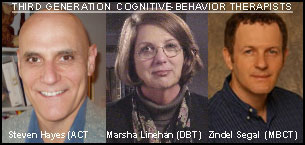 THIRD GENERATION COGNITIVE-BEHAVIOR THERAPISTS
Steven Hayes (ACT Marsha Linehan (DBT) Zindel Segal (MBCT)